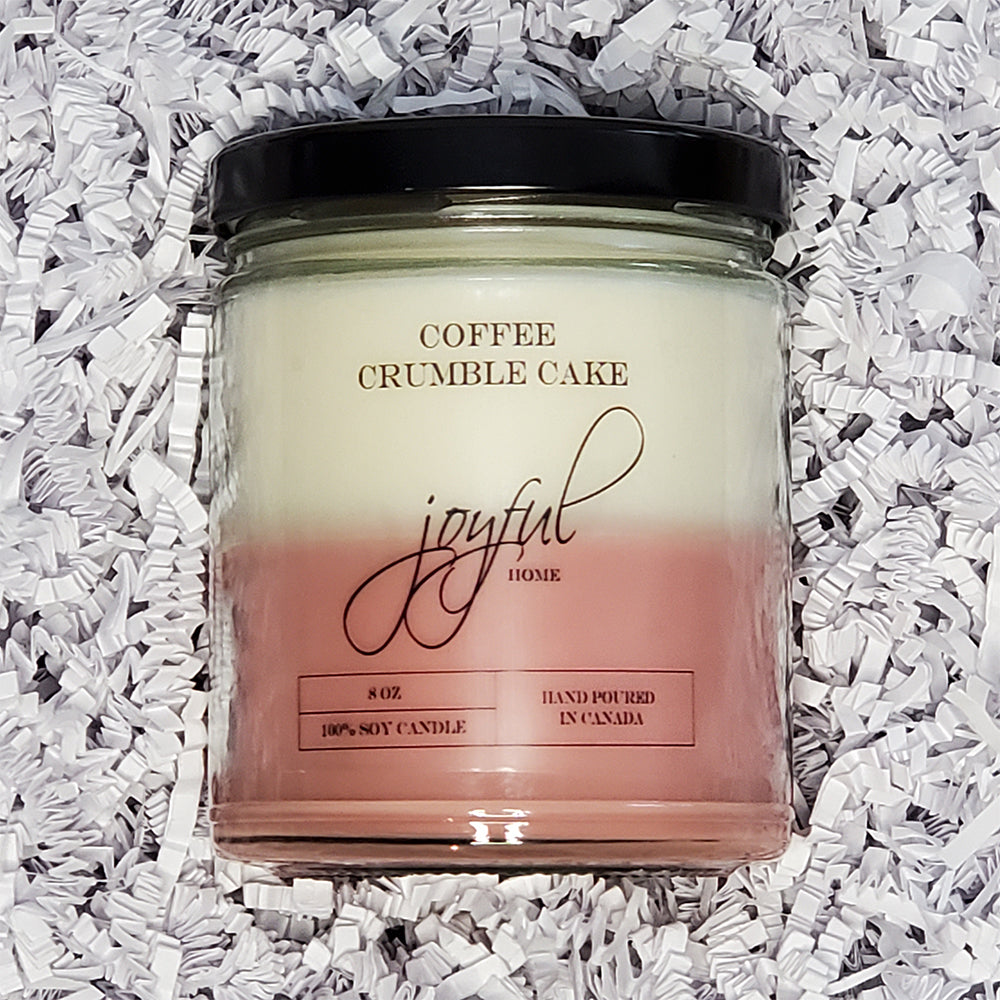 COFFEE
CRUMBLE CAKE
joyful
HOME
8 OZ
100% SOY CANDLE
HAND POURED
IN CANADA